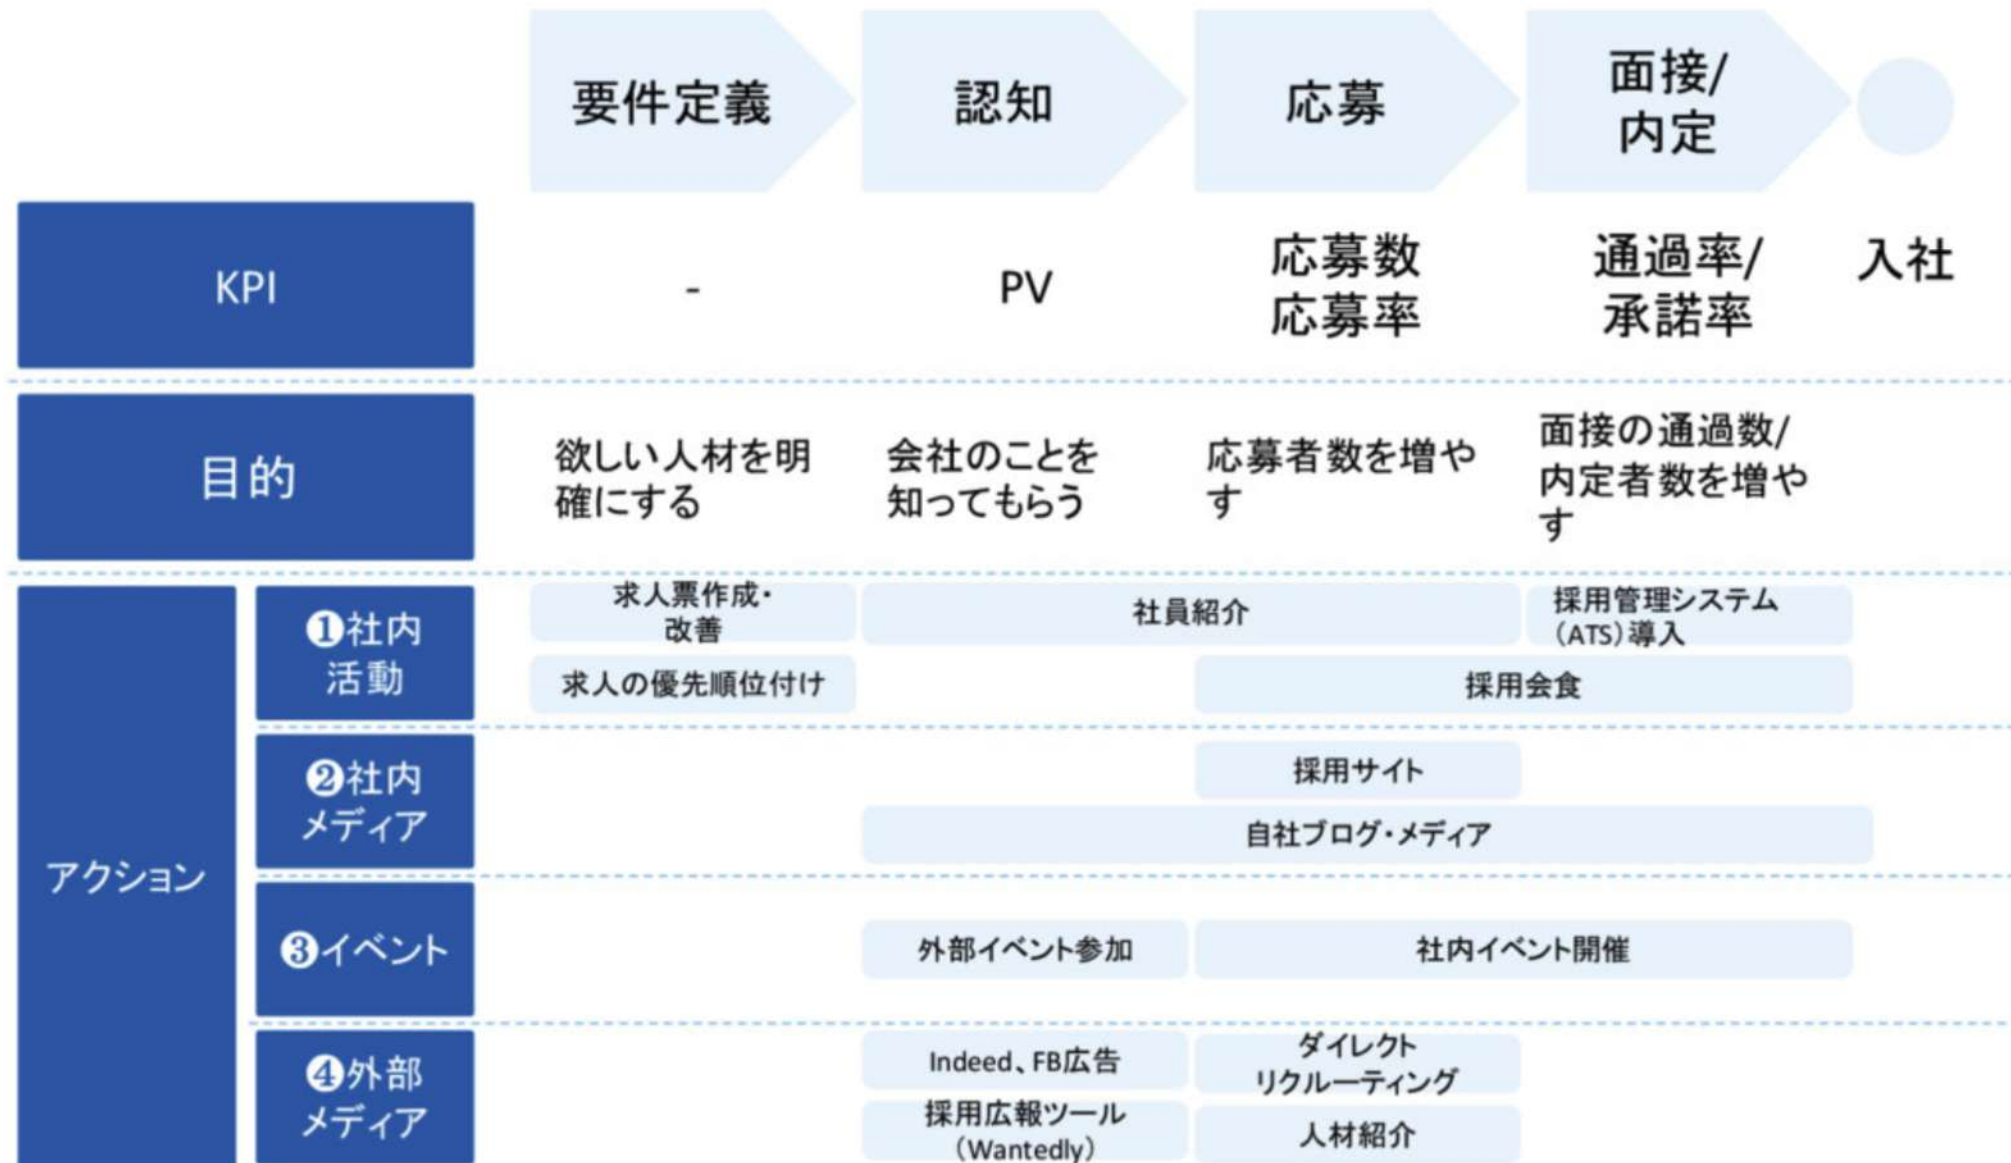 要件定義
認知
応募
面接/
内定
KPI
-
PV
応募数
応募率
通過率/
承諾率
入社
目的
欲しい人材を明
確にする
会社のことを
知ってもらう
応募者数を増や
す
面接の通過数/
内定者数を増や
す
アクション
❶社内
活動
求人票作成・
改善
社員紹介
採用管理システム
(ATS)導入
求人の優先順位付け
採用会食
❷社内
メディア
採用サイト
自社ブログ・メディア
❸イベント
外部イベント参加
社内イベント開催
❹外部
メディア
Indeed、FB広告
ダイレクト
リクルーティング
採用広報ツール
(Wantedly)
人材紹介